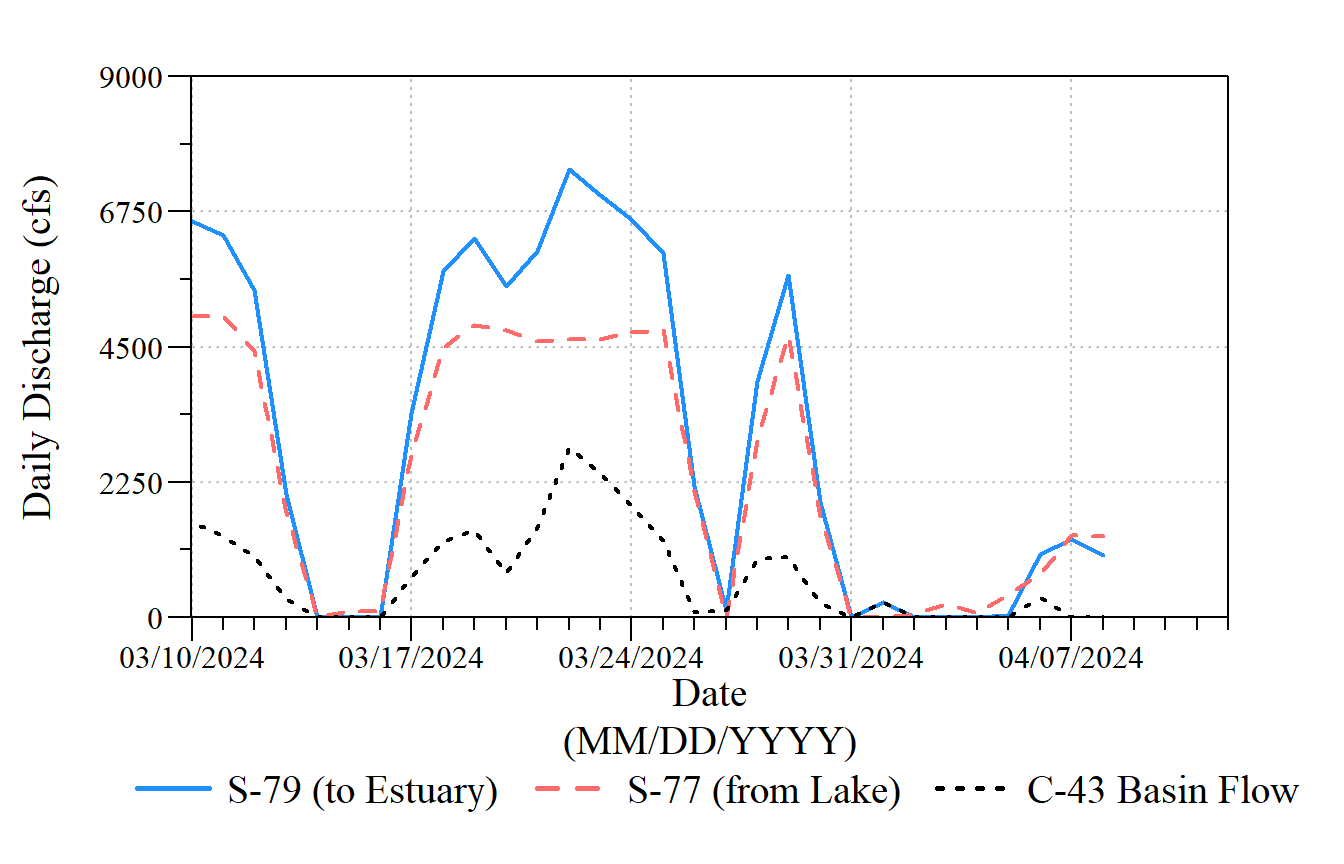 9000
6750
4500
2250
0
Daily Discharge (cfs)
03/10/2024 03/17/2024 03/24/2024 03/31/2024 04/07/2024
Date
(MM/DD/YYYY)
S-79 (to Estuary) S-77 (from Lake) C-43 Basin Flow